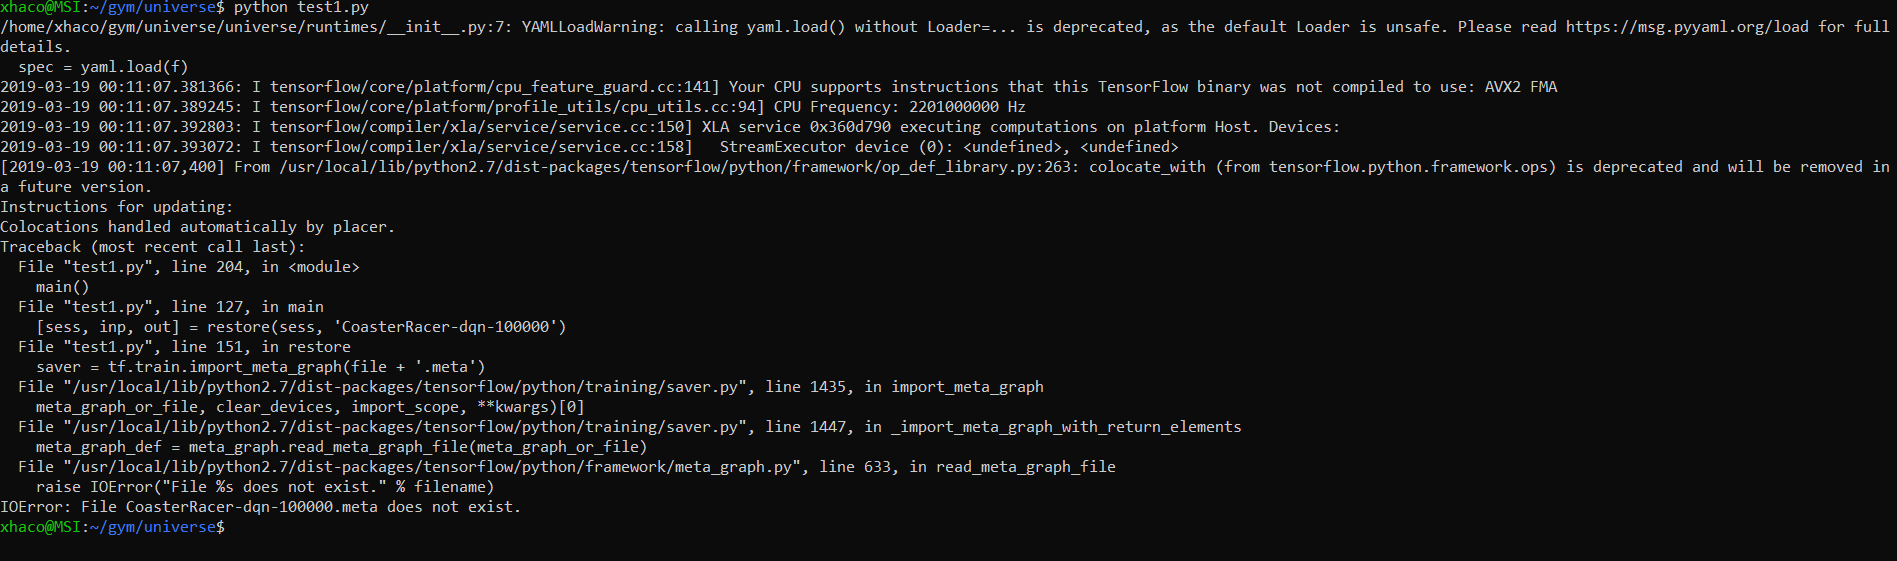 xhaco@MSI:~/gym/universe$ python test1.py
/home/xhaco/gym/universe/universe/runtimes/__init__.py:7: YAMLLoadWarning: calling yaml.load() without Loader=... is deprecated, as the default Loader is unsafe. Please read https://msg.pyyaml.org/load for full
details.
  spec = yaml.load(f)
2019-03-19 00:11:07.381366: I tensorflow/core/platform/cpu_feature_guard.cc:141] Your CPU supports instructions that this TensorFlow binary was not compiled to use: AVX2 FMA
2019-03-19 00:11:07.389245: I tensorflow/core/platform/profile_utils/cpu_utils.cc:94] CPU Frequency: 2201000000 Hz
2019-03-19 00:11:07.392803: I tensorflow/compiler/xla/service/service.cc:150] XLA service 0x360d790 executing computations on platform Host. Devices:
2019-03-19 00:11:07.393072: I tensorflow/compiler/xla/service/service.cc:158]   StreamExecutor device (0): <undefined>, <undefined>
[2019-03-19 00:11:07,400] From /usr/local/lib/python2.7/dist-packages/tensorflow/python/framework/op_def_library.py:263: colocate_with (from tensorflow.python.framework.ops) is deprecated and will be removed in
a future version.
Instructions for updating:
Colocations handled automatically by placer.
Traceback (most recent call last):
  File "test1.py", line 204, in <module>
    main()
  File "test1.py", line 127, in main
    [sess, inp, out] = restore(sess, 'CoasterRacer-dqn-100000')
  File "test1.py", line 151, in restore
    saver = tf.train.import_meta_graph(file + '.meta')
  File "/usr/local/lib/python2.7/dist-packages/tensorflow/python/training/saver.py", line 1435, in import_meta_graph
    meta_graph_or_file, clear_devices, import_scope, **kwargs)[0]
  File "/usr/local/lib/python2.7/dist-packages/tensorflow/python/training/saver.py", line 1447, in _import_meta_graph_with_return_elements
    meta_graph_def = meta_graph.read_meta_graph_file(meta_graph_or_file)
  File "/usr/local/lib/python2.7/dist-packages/tensorflow/python/framework/meta_graph.py", line 633, in read_meta_graph_file
    raise IOError("File %s does not exist." % filename)
IOError: File CoasterRacer-dqn-100000.meta does not exist.
xhaco@MSI:~/gym/universe$